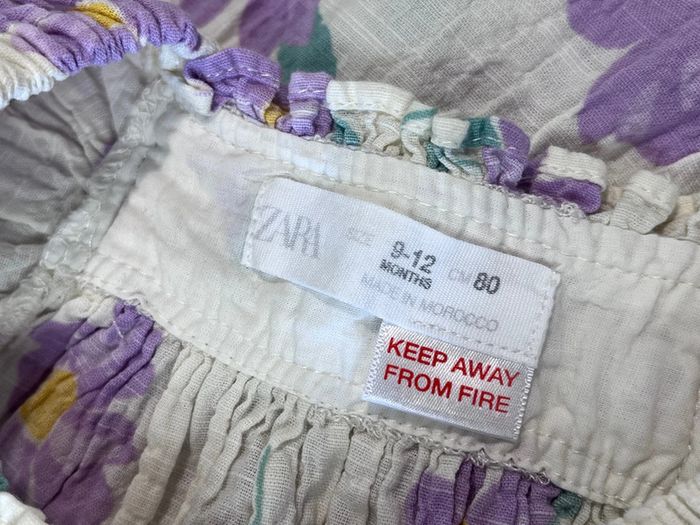 ZARA
SIZE 9-12 MONTHS CM 80
MADE IN MOROCCO
KEEP AWAY
FROM FIRE